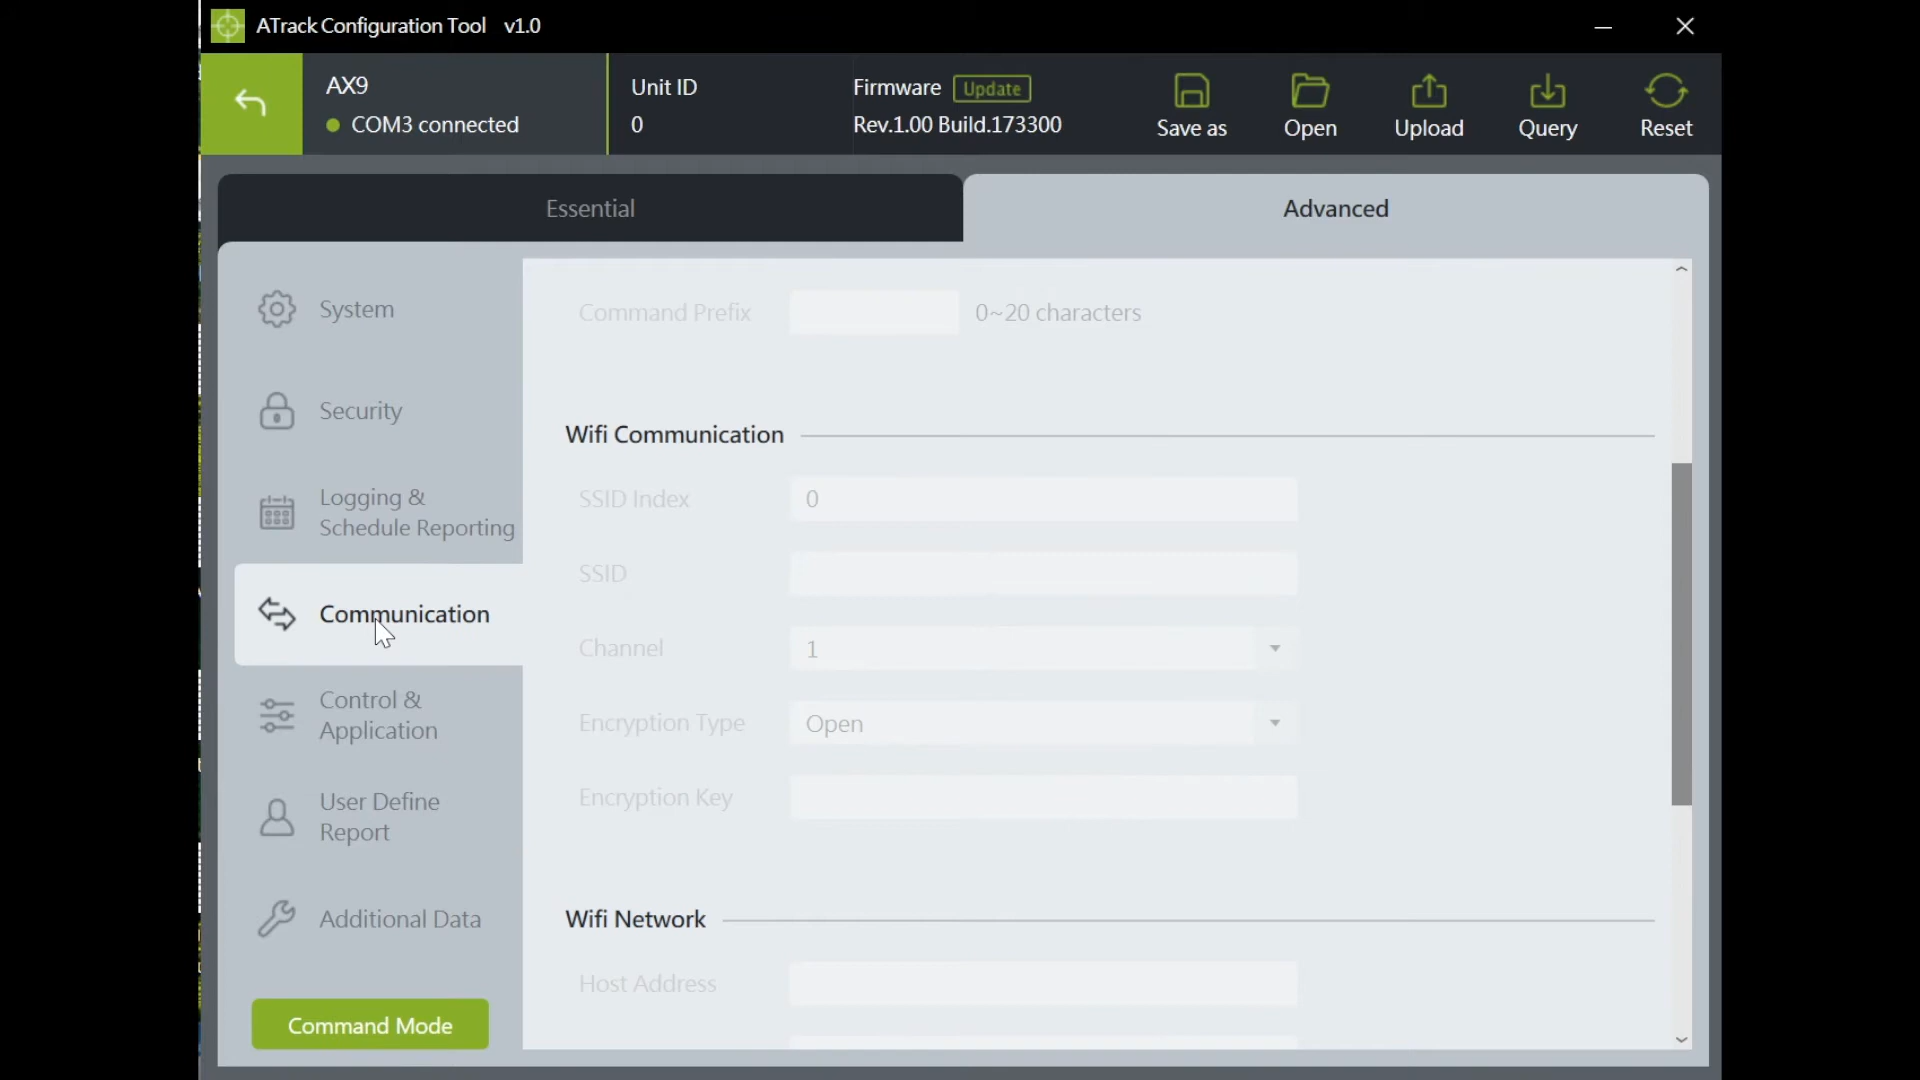 ATrack Configuration Tool v1.0
AX9
COM3 connected
Unit ID
0
Firmware Update
Rev.1.00 Build.173300
Save as
Open
Upload
Query
Reset
Essential
Advanced
System
Security
Logging &
Schedule Reporting
Communication
Control &
Application
User Define
Report
Additional Data
Command Mode
Command Prefix 0~20 characters
Wifi Communication
SSID Index 0
SSID
Channel 1
Encryption Type Open
Encryption Key
Wifi Network
Host Address